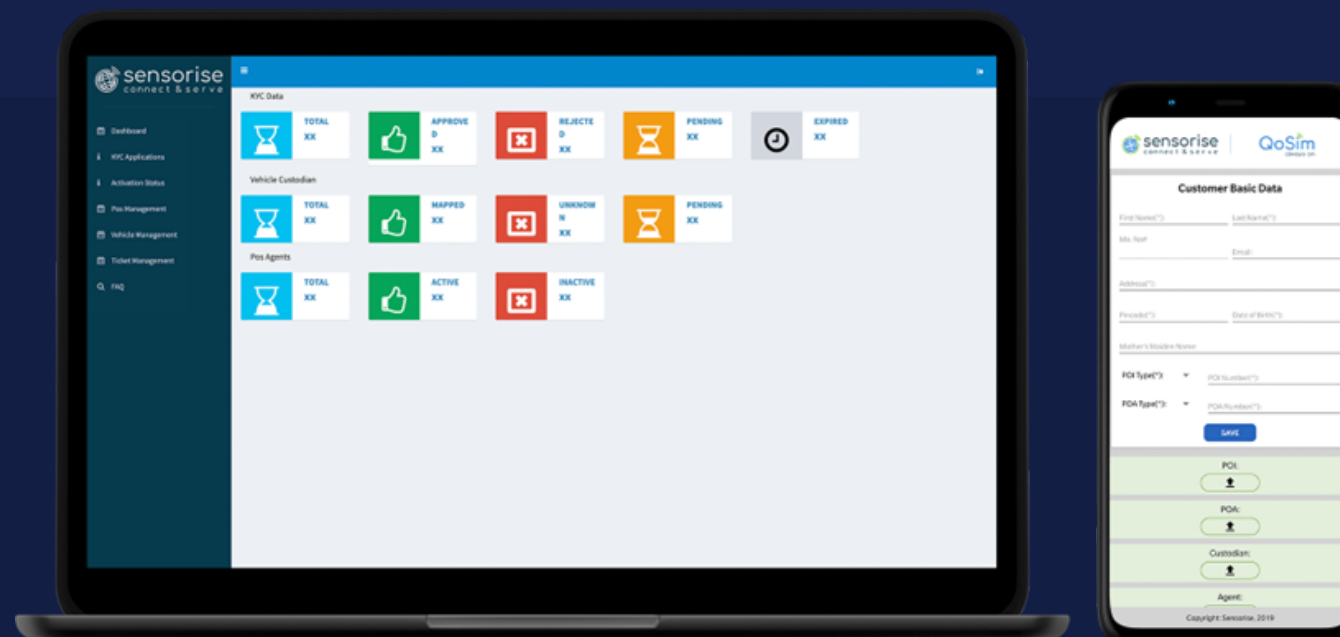 sensorise
connect & serve
Dashboard
KYC Applications
Activation Status
Pos Management
Vehicle Management
Ticket Management
FAQ
KYC Data
TOTAL
XX
APPROVE
D
XX
REJECTE
D
XX
PENDING
XX
EXPIRED
XX
Vehicle Custodian
TOTAL
XX
MAPPED
XX
UNKNOW
N
XX
PENDING
XX
Pos Agents
TOTAL
XX
ACTIVE
XX
INACTIVE
XX
sensorise
connect & serve
QoSim
Customer Basic Data
First Name(*):
Last Name(*):
Email:
Address(*):
Pincode(*):
Date of Birth(*):
Mother's Maiden Name:
POI Type(*):
POI Number(*):
POA Type(*):
POA Number(*):
SAVE
POI:
POA:
Custodian:
Agent:
Copyright: Sensorise, 2019